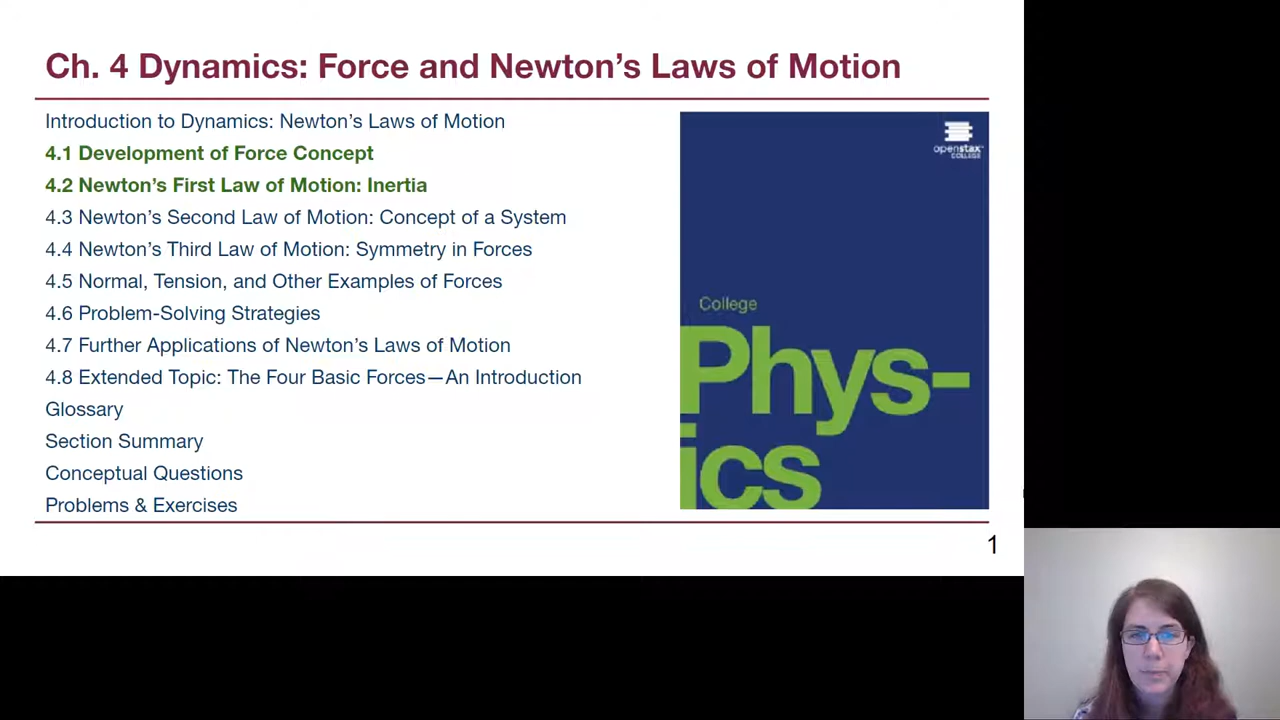 Ch. 4 Dynamics: Force and Newton’s Laws of Motion
Introduction to Dynamics: Newton’s Laws of Motion
4.1 Development of Force Concept
4.2 Newton’s First Law of Motion: Inertia
4.3 Newton’s Second Law of Motion: Concept of a System
4.4 Newton’s Third Law of Motion: Symmetry in Forces
4.5 Normal, Tension, and Other Examples of Forces
4.6 Problem-Solving Strategies
4.7 Further Applications of Newton’s Laws of Motion
4.8 Extended Topic: The Four Basic Forces—An Introduction
Glossary
Section Summary
Conceptual Questions
Problems & Exercises
openstax™
COLLEGE
College
Phys-
ics
1